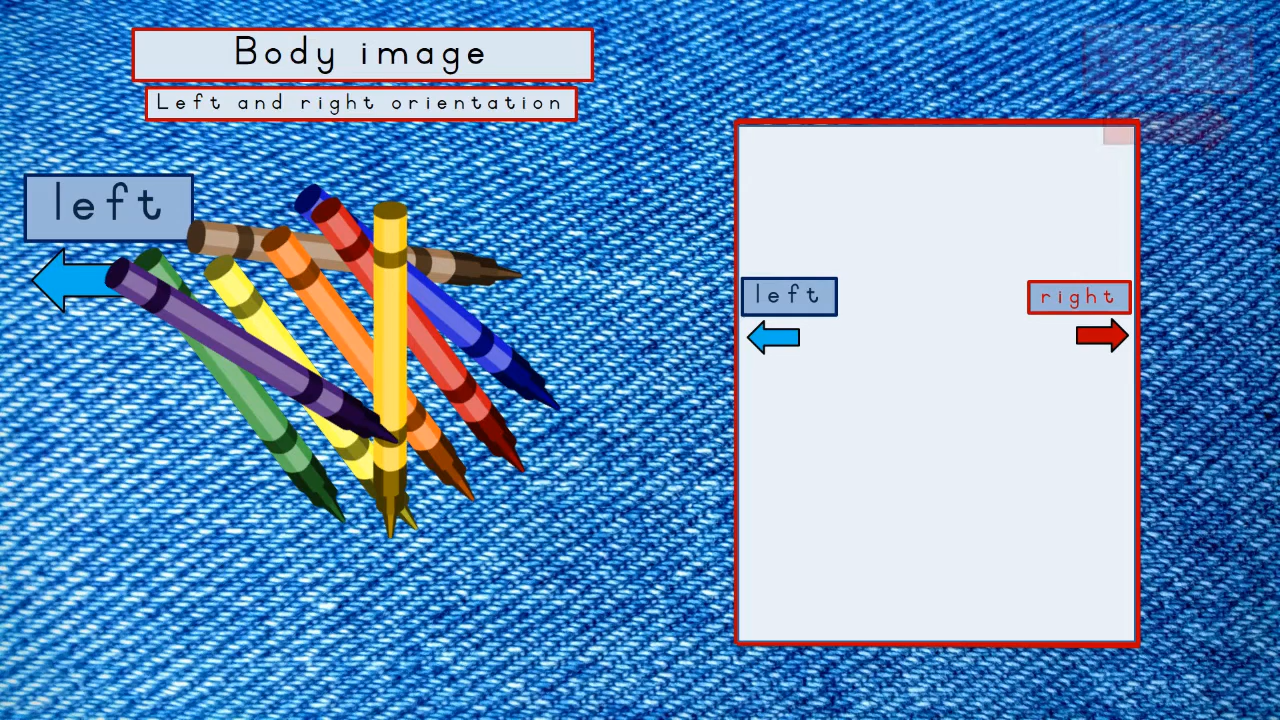 Body image
Left and right orientation
left
left
right